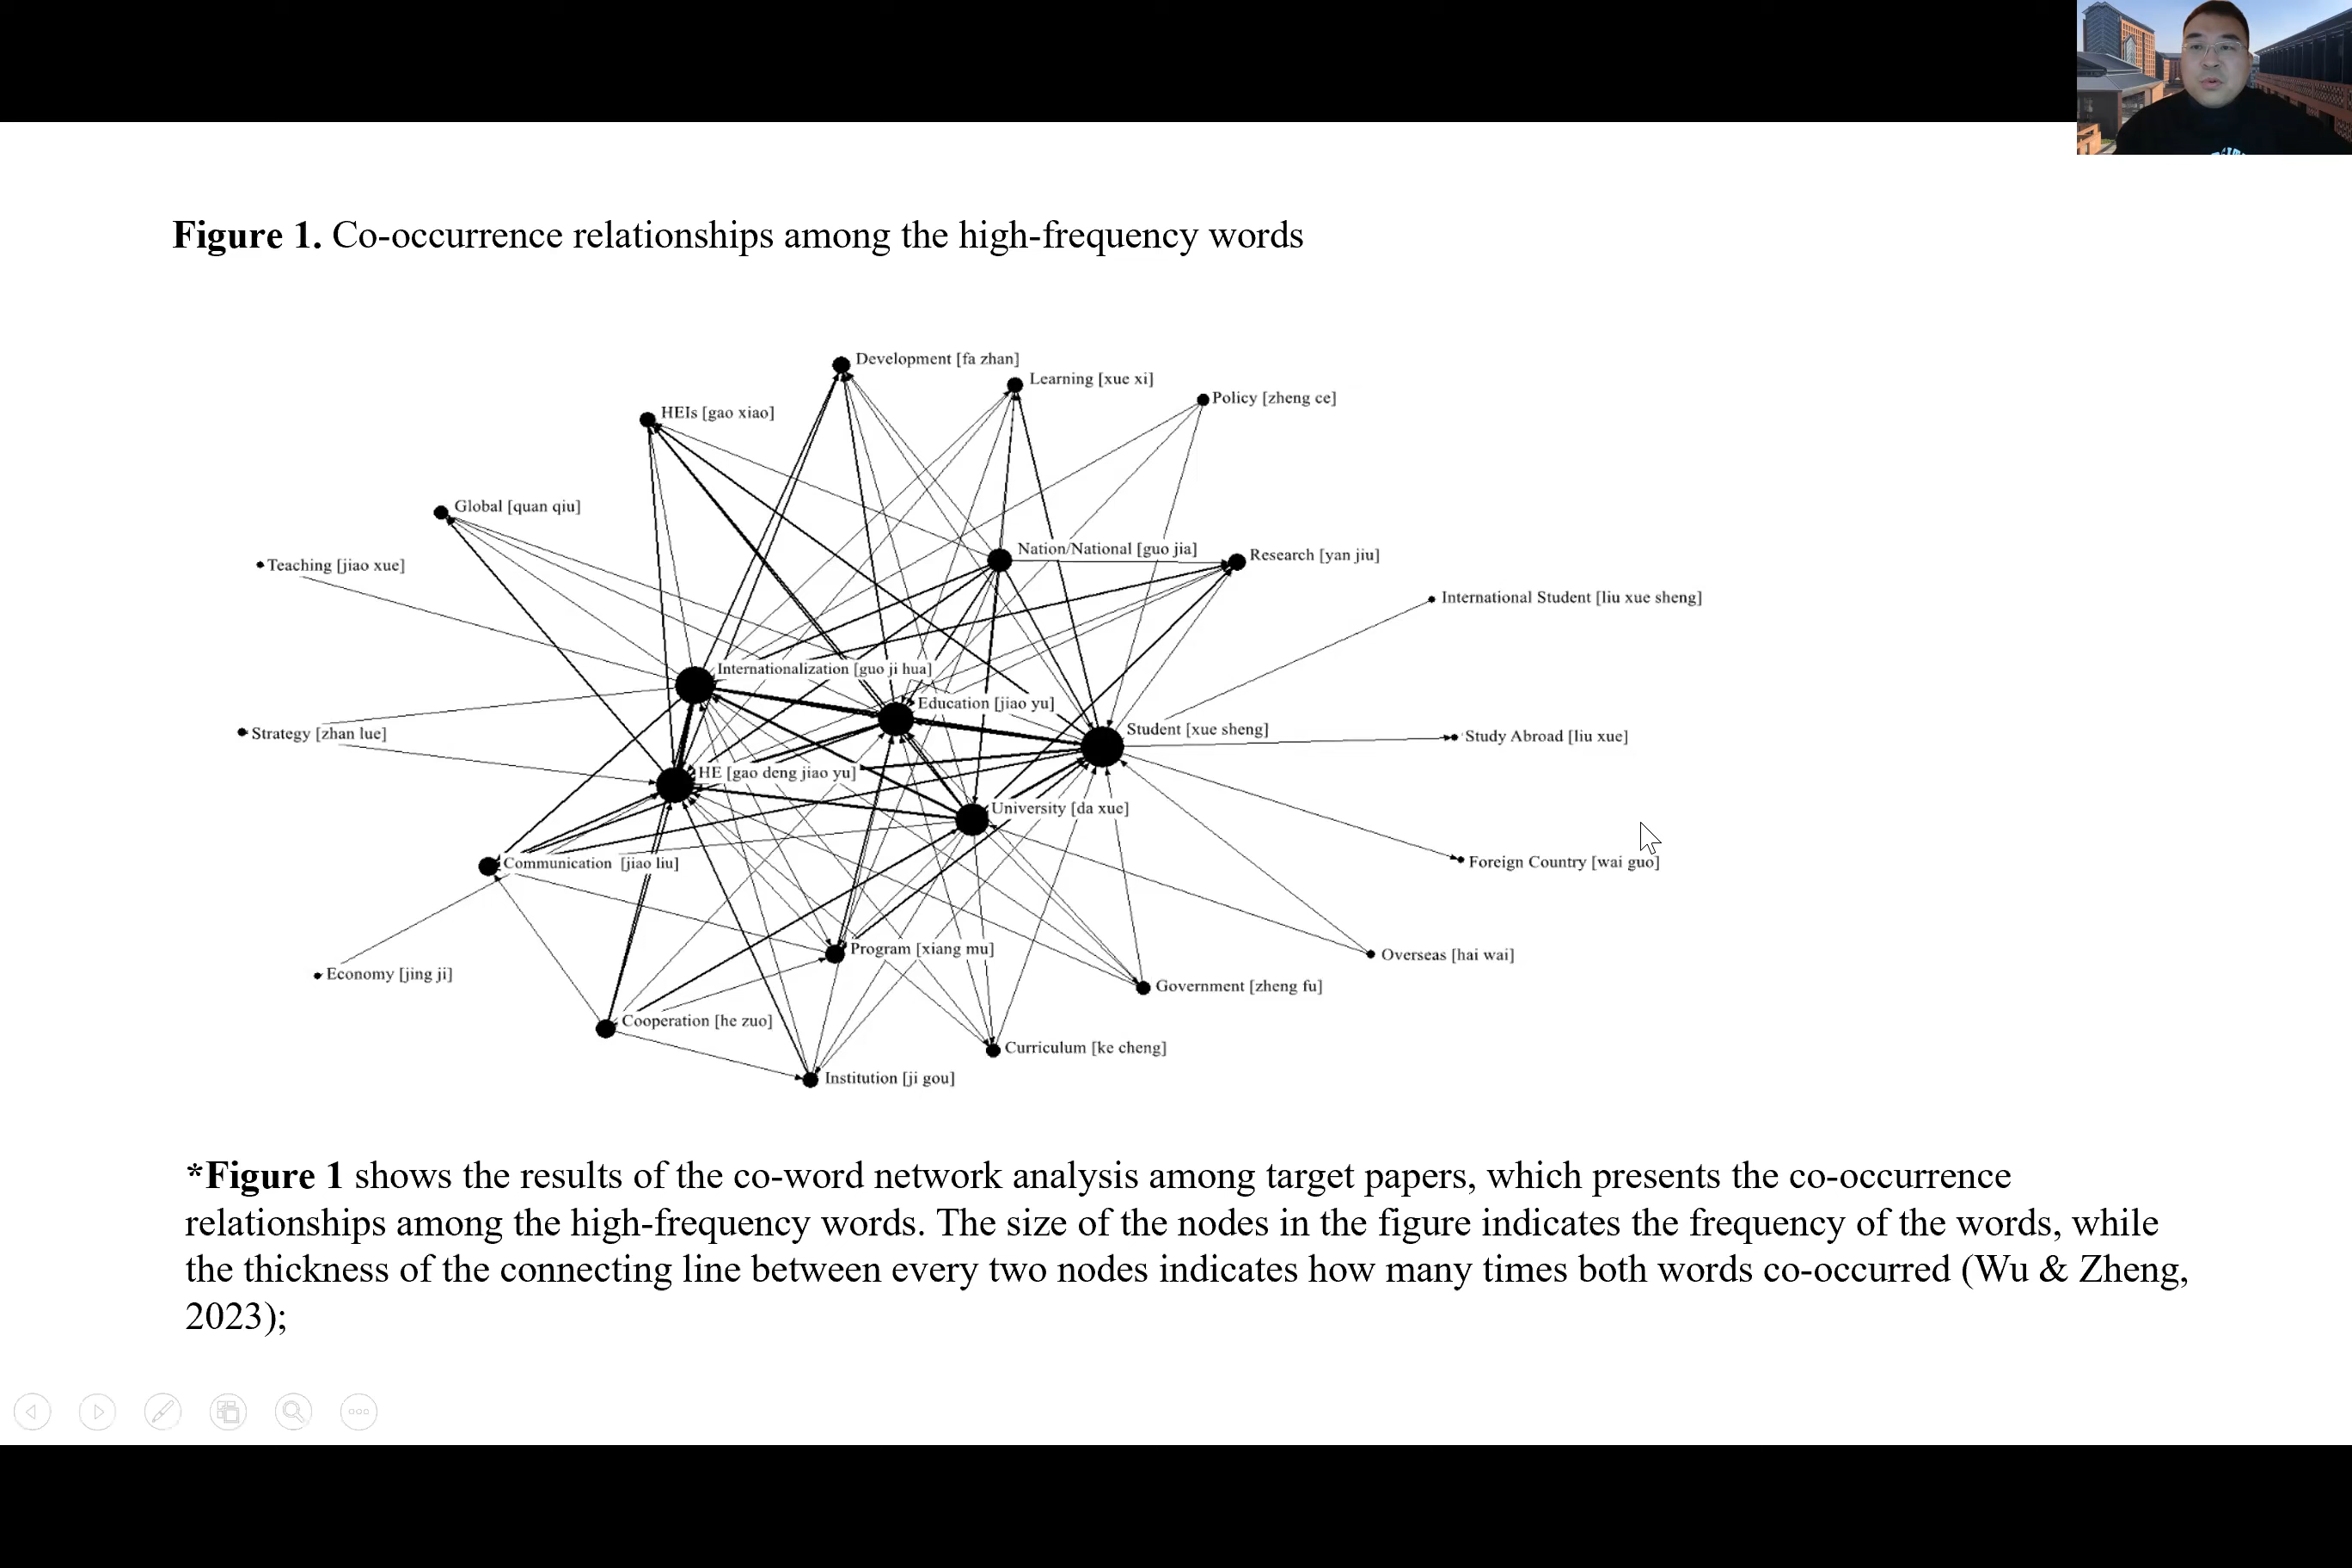 Figure 1. Co-occurrence relationships among the high-frequency words
Development [fa zhan]
Learning [xue xi]
Policy [zheng ce]
HEIs [gao xiao]
Global [quan qiu]
Nation/National [guo jia]
Research [yan jiu]
Teaching [jiao xue]
International Student [liu xue sheng]
Internationalization [guo ji hua]
Education [jiao yu]
Student [xue sheng]
Study Abroad [liu xue]
Strategy [zhan lue]
HE [gao deng jiao yu]
University [da xue]
Communication [jiao liu]
Foreign Country [wai guo]
Program [xiang mu]
Overseas [hai wai]
Economy [jing ji]
Government [zheng fu]
Cooperation [he zuo]
Curriculum [ke cheng]
Institution [ji gou]
*Figure 1 shows the results of the co-word network analysis among target papers, which presents the co-occurrence
relationships among the high-frequency words. The size of the nodes in the figure indicates the frequency of the words, while
the thickness of the connecting line between every two nodes indicates how many times both words co-occurred (Wu & Zheng,
2023);